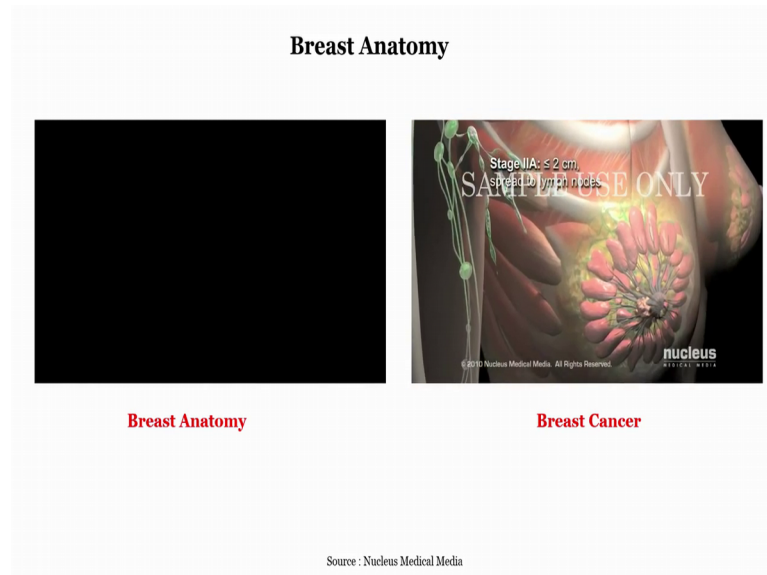 Breast Anatomy
Stage IIA: ≤ 2 cm,
spread to lymph nodes
SAMPLE USE ONLY
nucleus
MEDICAL MEDIA
© 2010 Nucleus Medical Media. All Rights Reserved.
Breast Anatomy
Breast Cancer
Source : Nucleus Medical Media